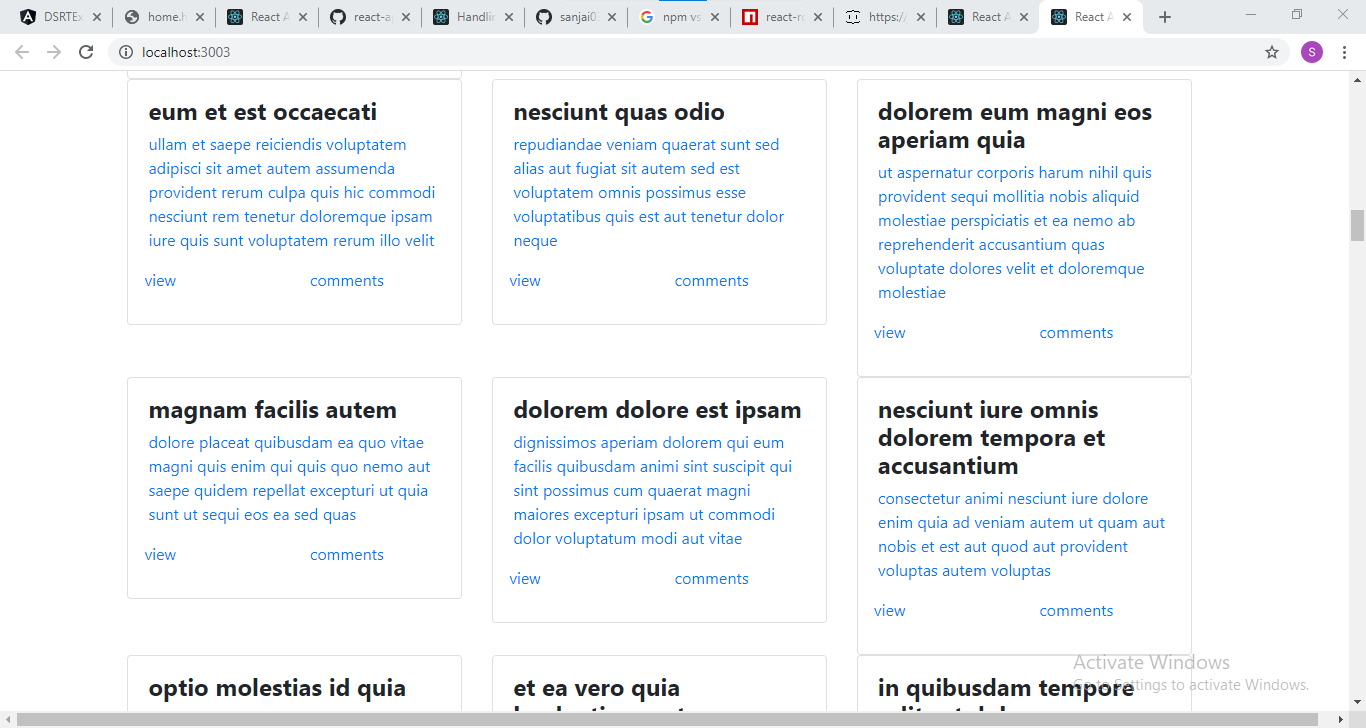 DSRTEx
home.h
React A
react-a
Handlin
sanjai0
npm vs
react-ro
https:/
React A
React A
localhost:3003
S
eum et est occaecati
ullam et saepe reiciendis voluptatem
adipisci sit amet autem assumenda
provident rerum culpa quis hic commodi
nesciunt rem tenetur doloremque ipsam
iure quis sunt voluptatem rerum illo velit
view
comments
nesciunt quas odio
repudiandae veniam quaerat sunt sed
alias aut fugiat sit autem sed est
voluptatem omnis possimus esse
voluptatibus quis est aut tenetur dolor
neque
view
comments
dolorem eum magni eos
aperiam quia
ut aspernatur corporis harum nihil quis
provident sequi mollitia nobis aliquid
molestiae perspiciatis et ea nemo ab
reprehenderit accusantium quas
voluptate dolores velit et doloremque
molestiae
view
comments
magnam facilis autem
dolore placeat quibusdam ea quo vitae
magni quis enim qui quis quo nemo aut
saepe quidem repellat excepturi ut quia
sunt ut sequi eos ea sed quas
view
comments
dolorem dolore est ipsam
dignissimos aperiam dolorem qui eum
facilis quibusdam animi sint suscipit qui
sint possimus cum quaerat magni
maiores excepturi ipsam ut commodi
dolor voluptatum modi aut vitae
view
comments
nesciunt iure omnis
dolorem tempora et
accusantium
consectetur animi nesciunt iure dolore
enim quia ad veniam autem ut quam aut
nobis et est aut quod aut provident
voluptas autem voluptas
view
comments
optio molestias id quia
et ea vero quia
in quibusdam tempore
Activate Windows
Go to Settings to activate Windows.